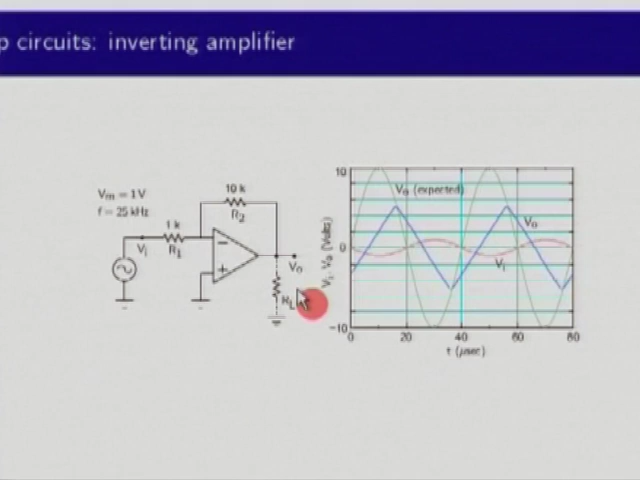 p circuits: inverting amplifier
Vm = 1 V
f = 25 kHz
10 k
R2
1 k
R1
Vi
Vo
RL
Vi, Vo (Volts)
10
0
-10
Vo (expected)
Vo
Vi
0 20 40 60 80
t (μsec)